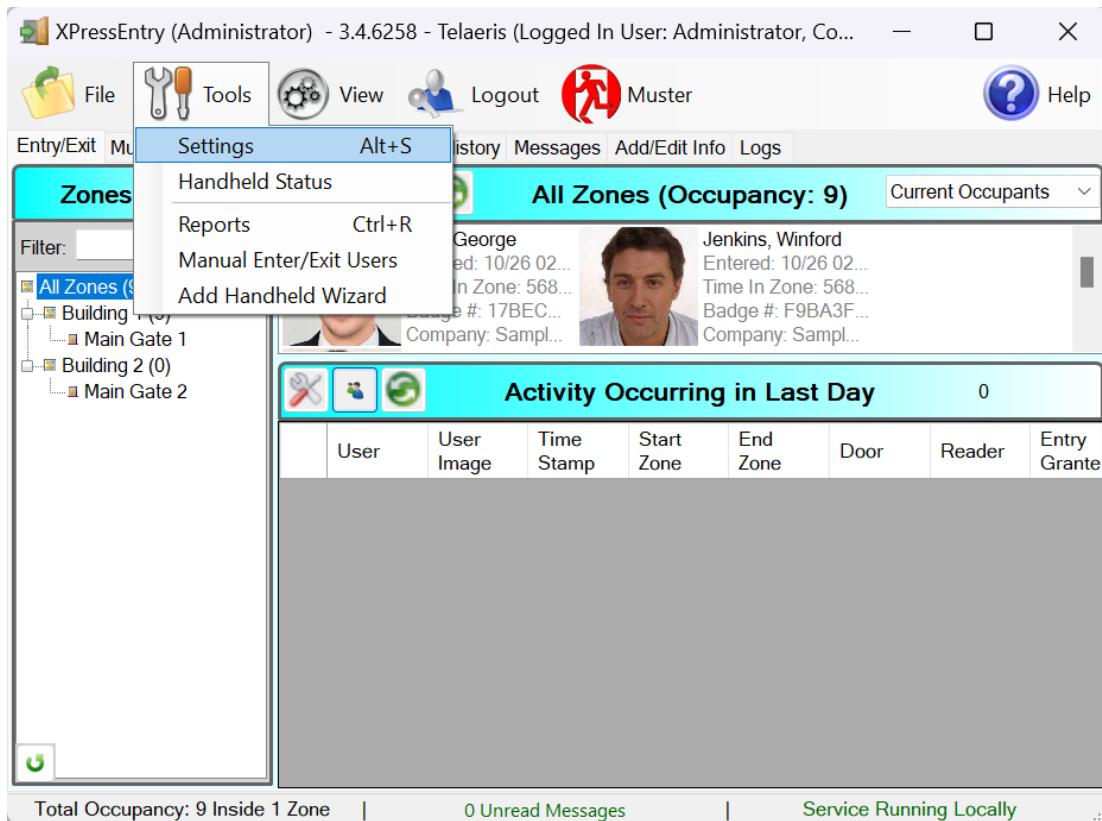 XPressEntry (Administrator) - 3.4.6258 - Telaeris (Logged In User: Administrator, Co...
File Tools View Logout Muster Help
Entry/Exit Mu istory Messages Add/Edit Info Logs
Settings Alt+S
Handheld Status
Reports Ctrl+R
Manual Enter/Exit Users
Add Handheld Wizard
Zones
All Zones (Occupancy: 9) Current Occupants
Filter:
All Zones (9
Building 1
Main Gate 1
Building 2 (0)
Main Gate 2
George
ed: 10/26 02...
In Zone: 568...
Badge #: 17BEC...
Company: Sampl...
Jenkins, Winford
Entered: 10/26 02...
Time In Zone: 568...
Badge #: F9BA3F...
Company: Sampl...
Activity Occurring in Last Day 0
User
User Image
Time Stamp
Start Zone
End Zone
Door
Reader
Entry Grante
Total Occupancy: 9 Inside 1 Zone | 0 Unread Messages | Service Running Locally